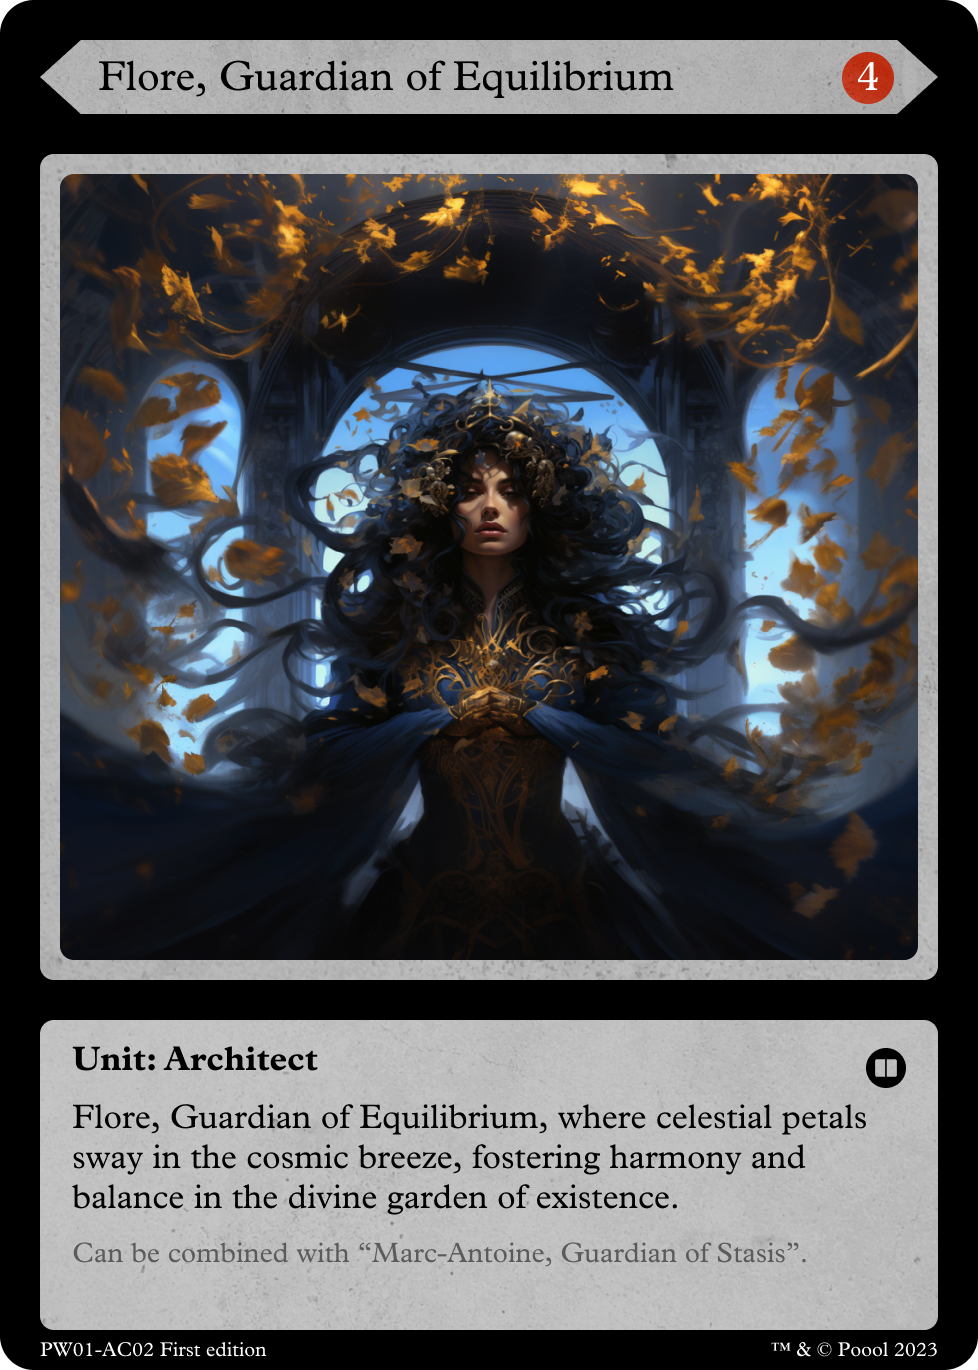 Flore, Guardian of Equilibrium
4
Unit: Architect
Flore, Guardian of Equilibrium, where celestial petals
sway in the cosmic breeze, fostering harmony and
balance in the divine garden of existence.
Can be combined with “Marc-Antoine, Guardian of Stasis”.
PW01-AC02 First edition
™ & © Poool 2023